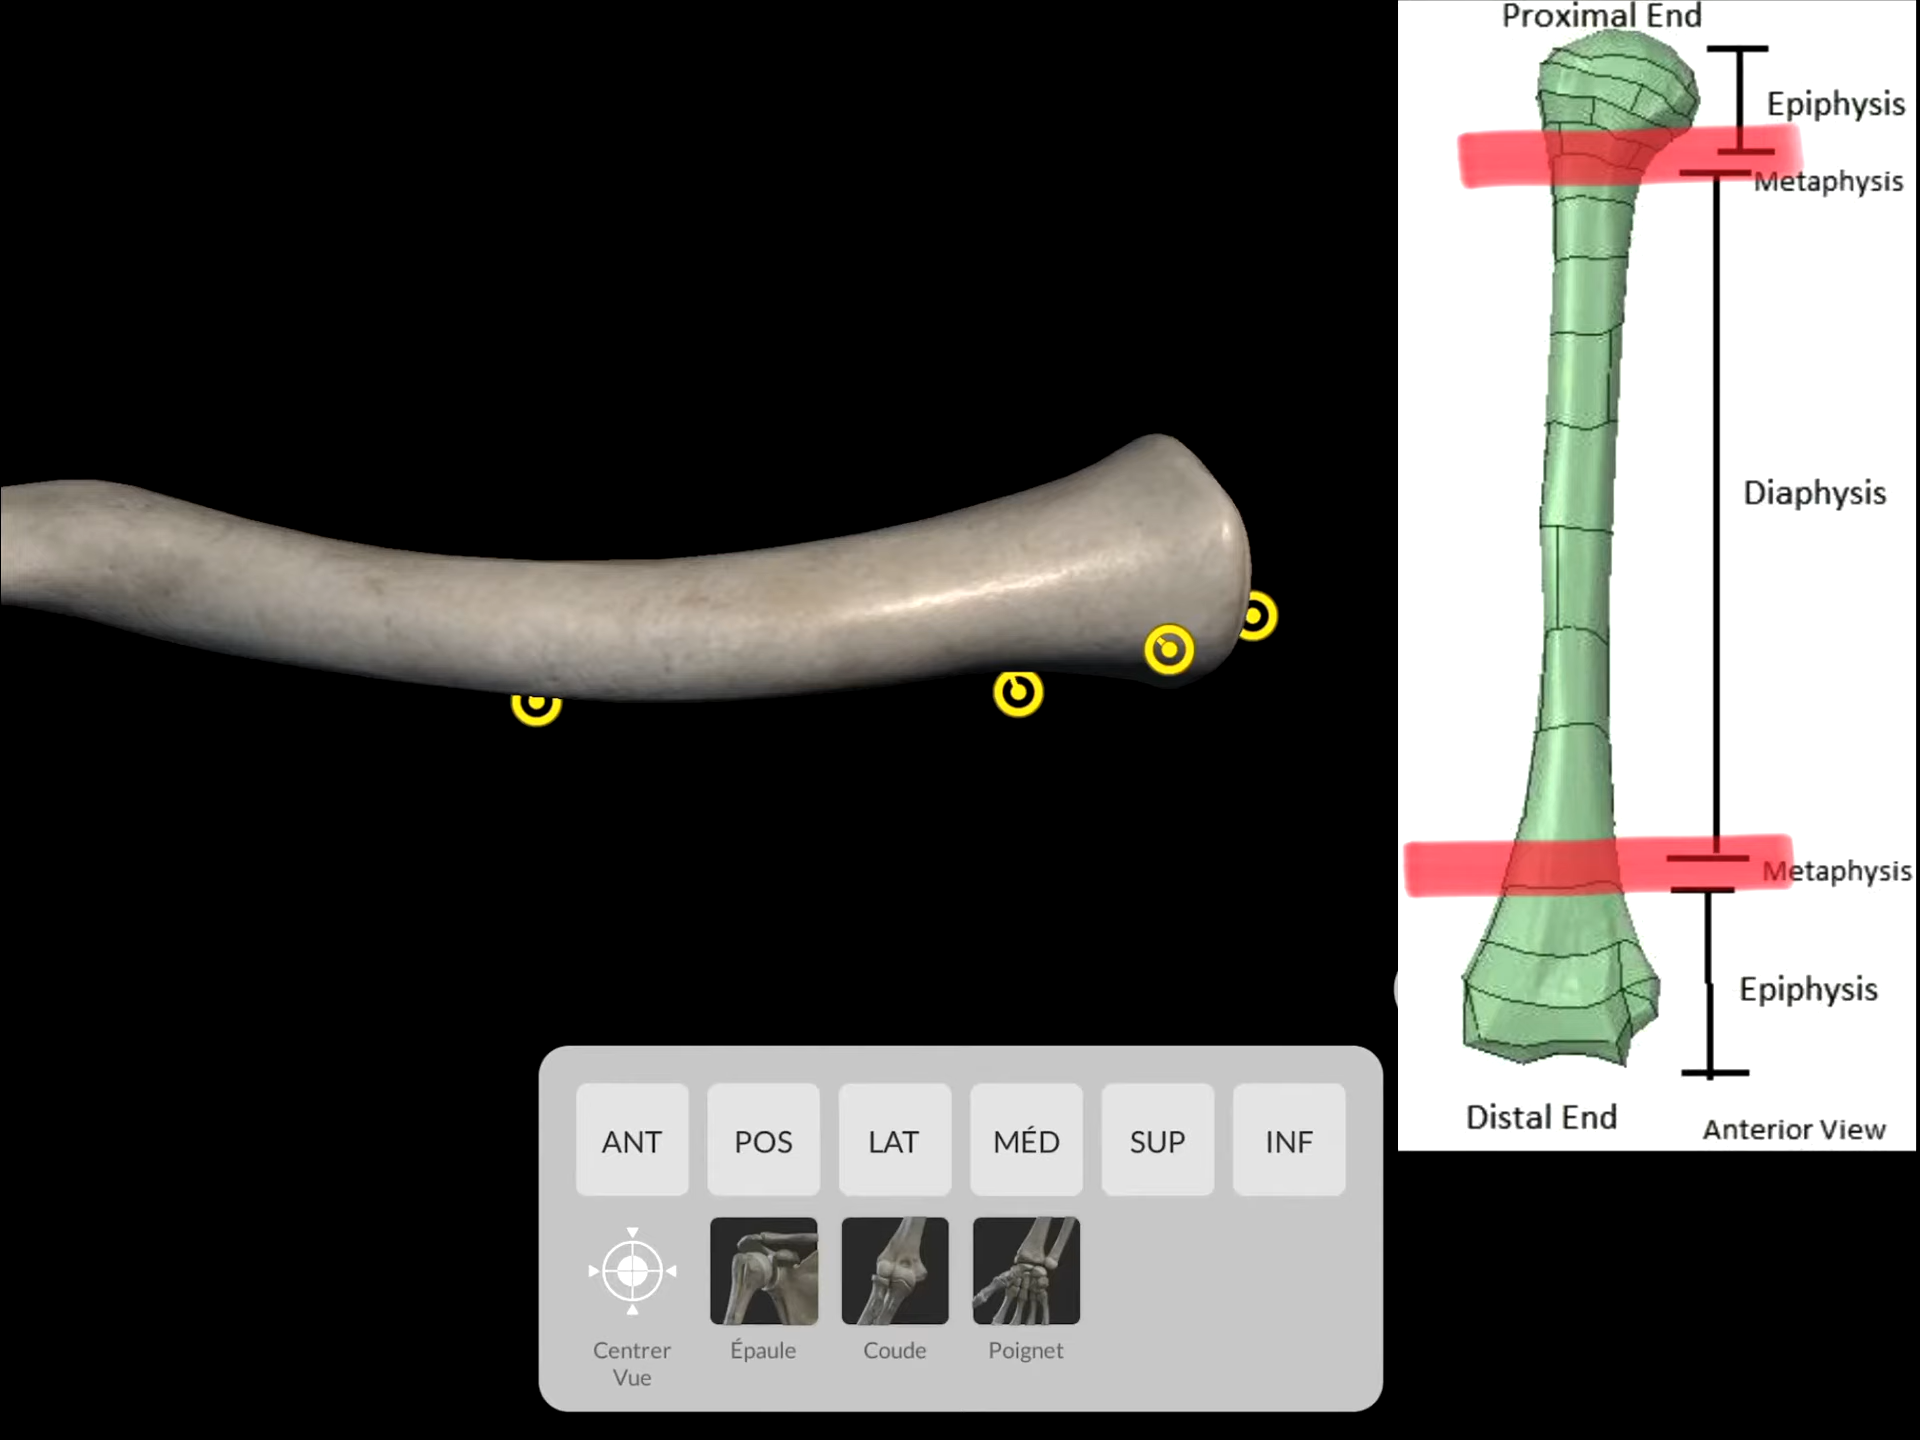 Proximal End
Epiphysis
Metaphysis
Diaphysis
Metaphysis
Epiphysis
Distal End
Anterior View
ANT
POS
LAT
MÉD
SUP
INF
Centrer
Vue
Épaule
Coude
Poignet